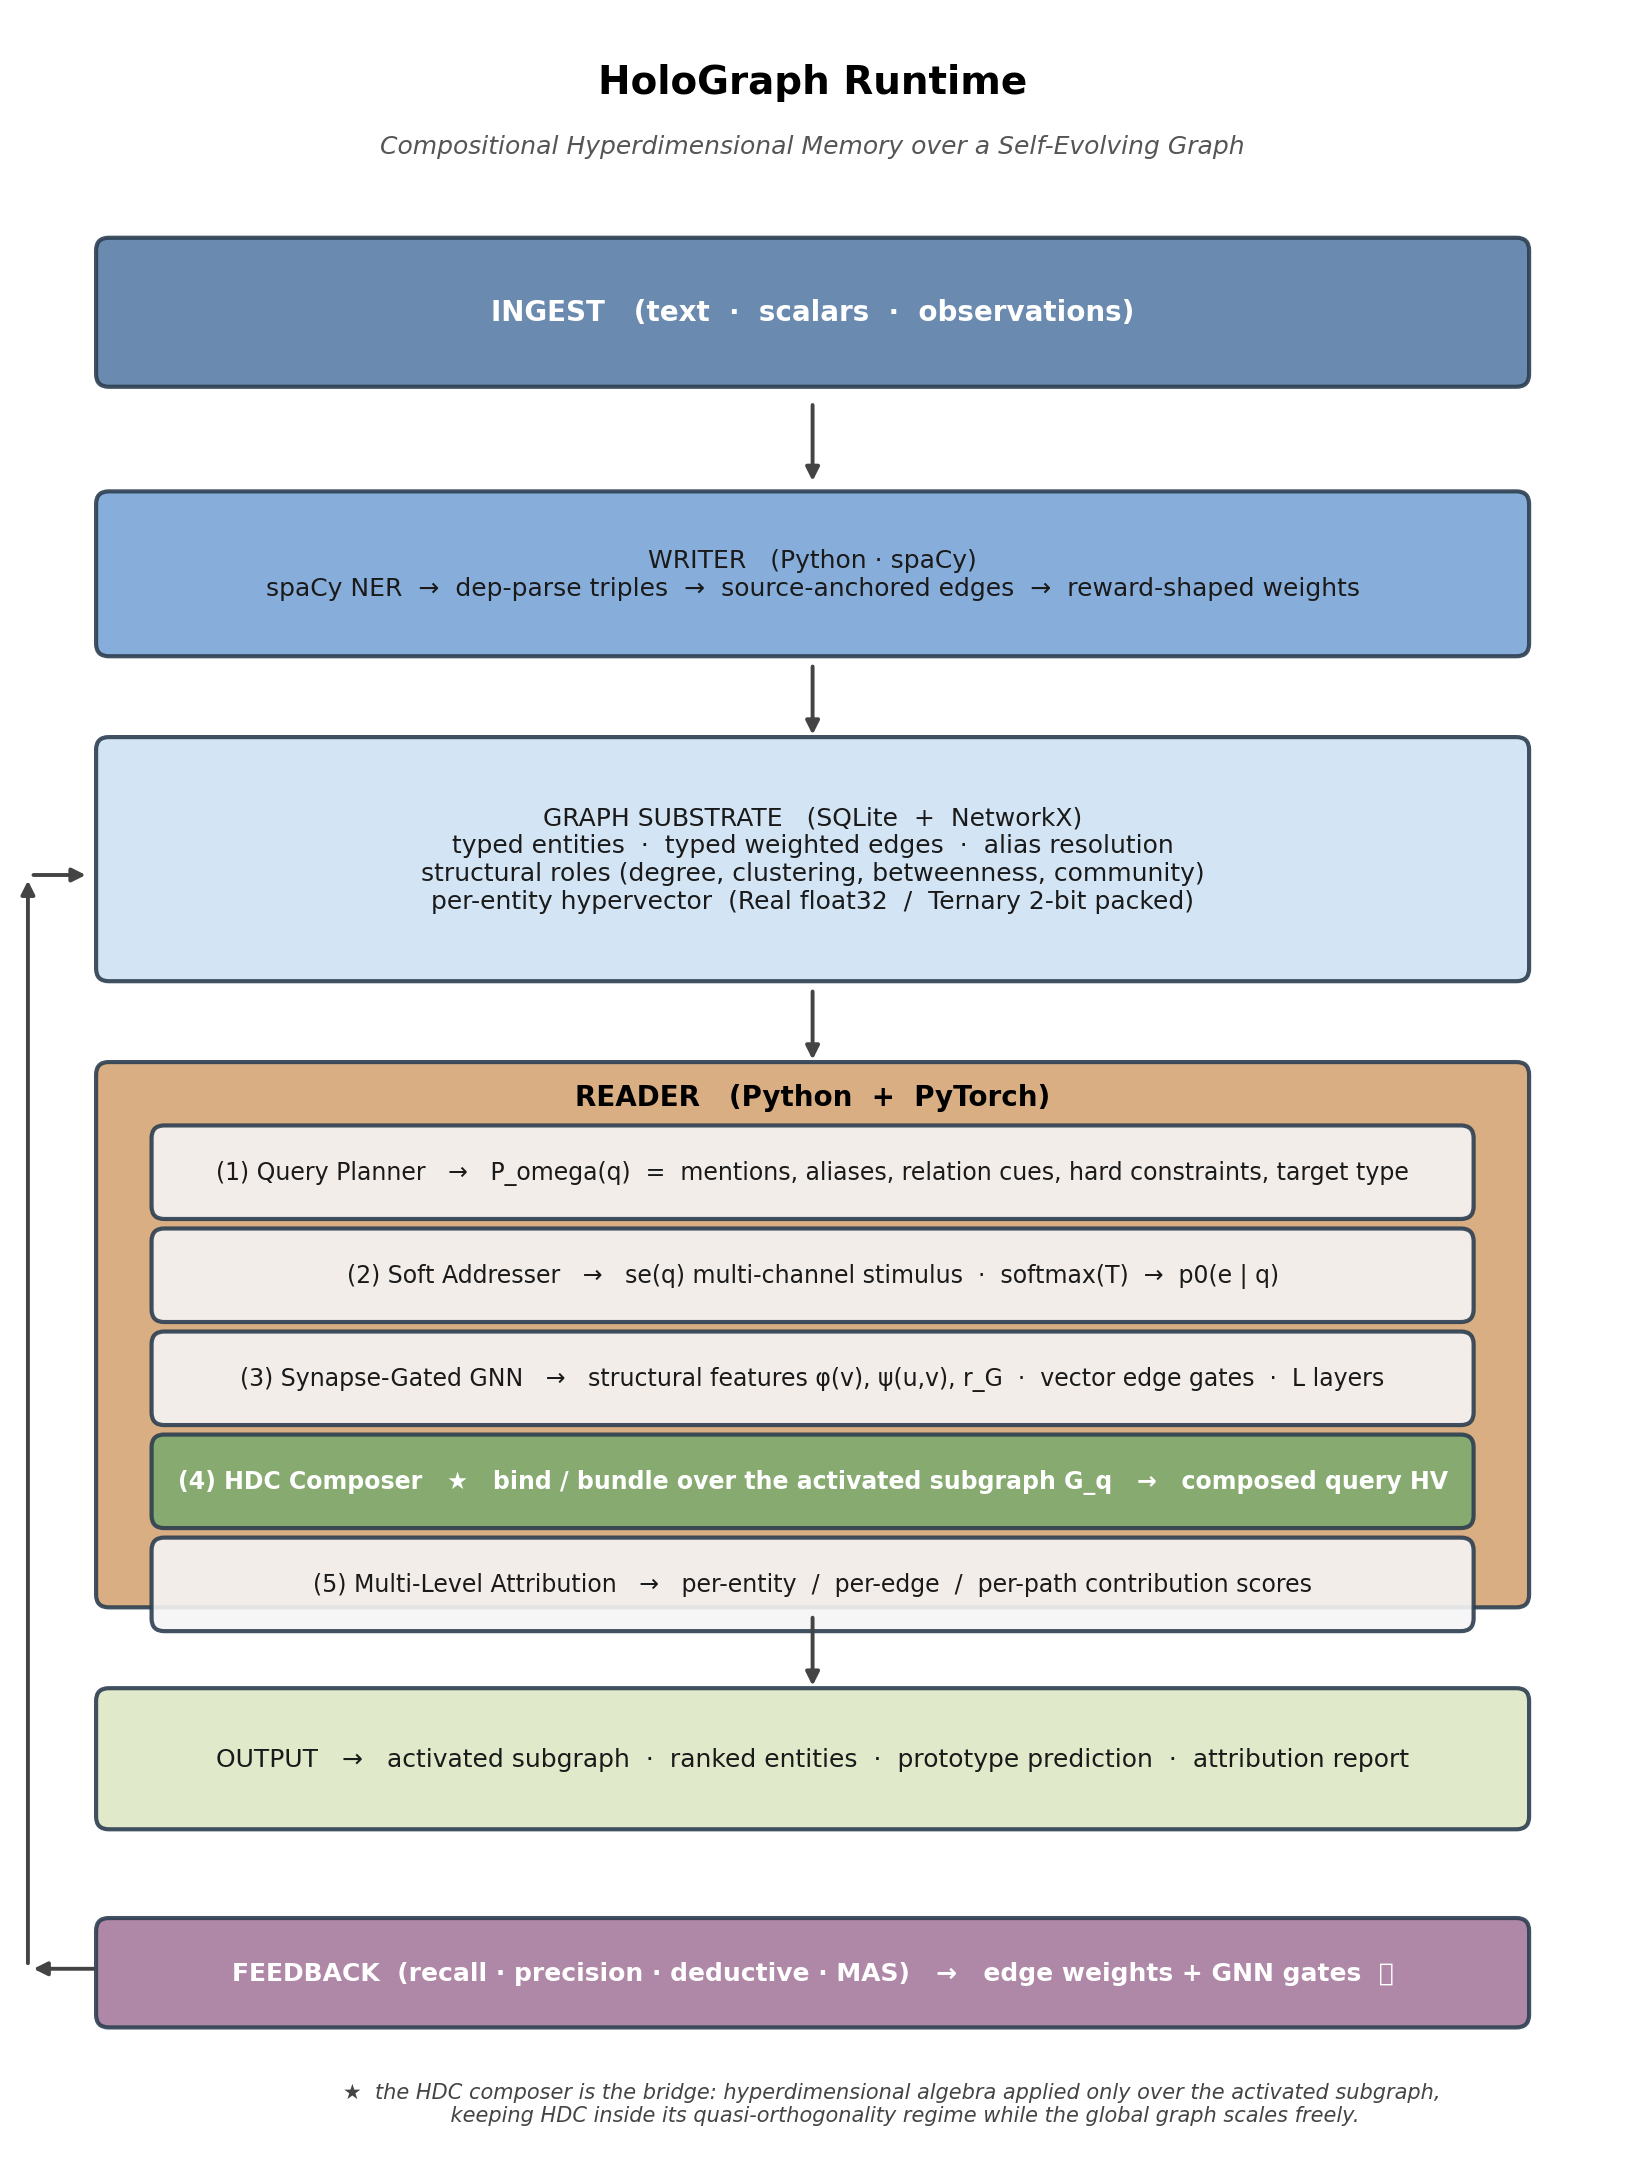 HoloGraph Runtime
Compositional Hyperdimensional Memory over a Self-Evolving Graph
INGEST (text · scalars · observations)
WRITER (Python · spaCy)
spaCy NER → dep-parse triples → source-anchored edges → reward-shaped weights
GRAPH SUBSTRATE (SQLite + NetworkX)
typed entities · typed weighted edges · alias resolution
structural roles (degree, clustering, betweenness, community)
per-entity hypervector (Real float32 / Ternary 2-bit packed)
READER (Python + PyTorch)
(1) Query Planner → P_omega(q) = mentions, aliases, relation cues, hard constraints, target type
(2) Soft Addresser → se(q) multi-channel stimulus · softmax(T) → p0(e | q)
(3) Synapse-Gated GNN → structural features φ(v), ψ(u,v), r_G · vector edge gates · L layers
(4) HDC Composer ★ bind / bundle over the activated subgraph G_q → composed query HV
(5) Multi-Level Attribution → per-entity / per-edge / per-path contribution scores
OUTPUT → activated subgraph · ranked entities · prototype prediction · attribution report
FEEDBACK (recall · precision · deductive · MAS) → edge weights + GNN gates
★ the HDC composer is the bridge: hyperdimensional algebra applied only over the activated subgraph,
keeping HDC inside its quasi-orthogonality regime while the global graph scales freely.